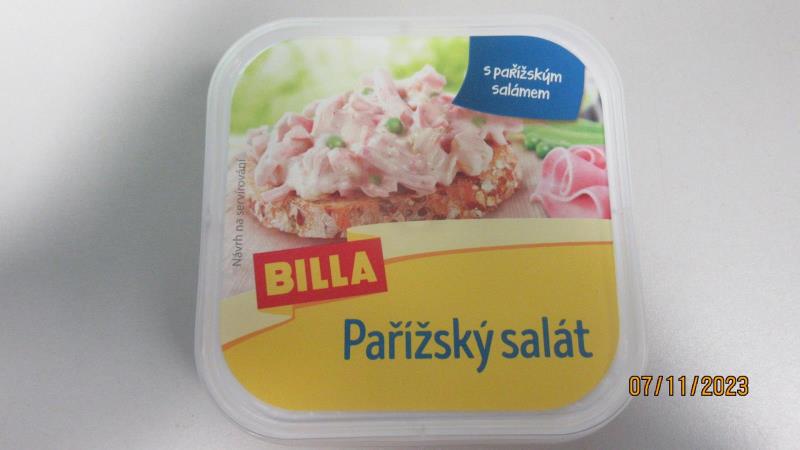 s pařížským
salámem
Návrh na servírování
BILLA
Pařížský salát
07/11/2023